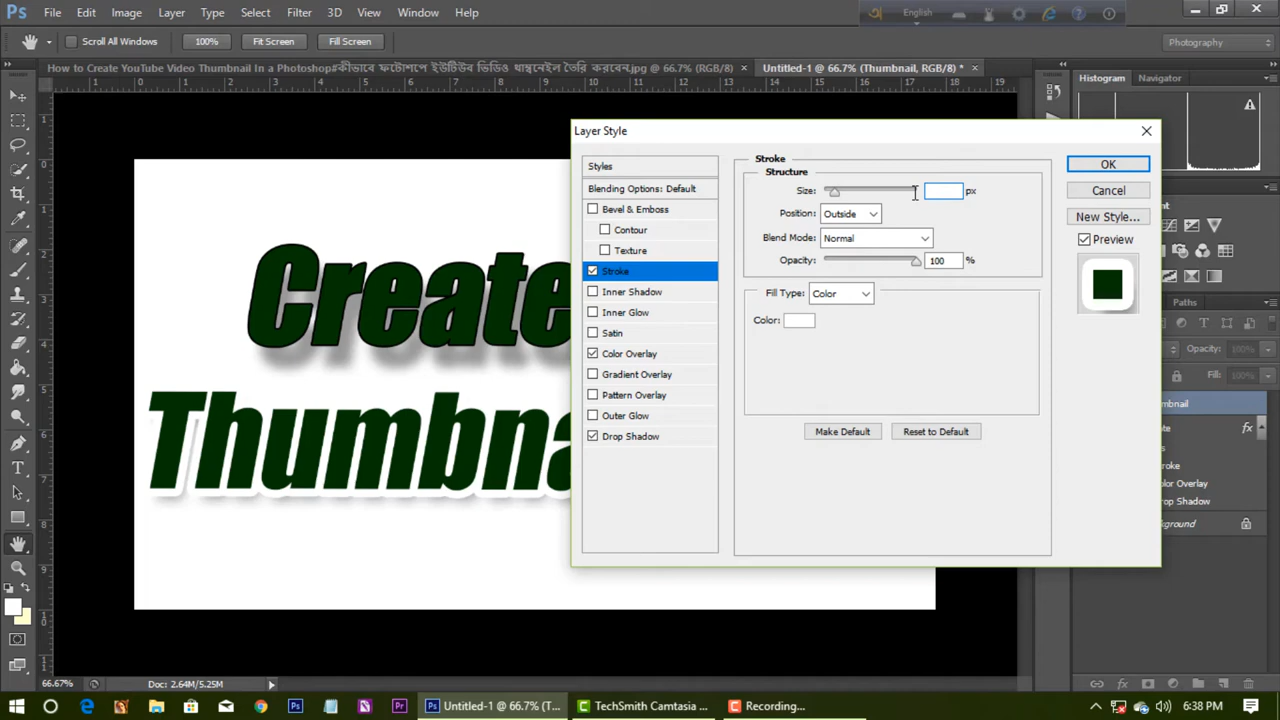 Ps File Edit Image Layer Type Select Filter 3D View Window Help English
Scroll All Windows 100% Fit Screen Fill Screen Photography
How to Create YouTube Video Thumbnail In a Photoshop#কীভাবে ফটোশপে ইউটিউব ভিডিও থাম্বনেইল তৈরি করবেন.jpg @ 66.7% (RGB/8) × Untitled-1 @ 66.7% (Thumbnail, RGB/8) * ×
Histogram Navigator
Layer Style
Styles
Blending Options: Default
Bevel & Emboss
Contour
Texture
Stroke
Inner Shadow
Inner Glow
Satin
Color Overlay
Gradient Overlay
Pattern Overlay
Outer Glow
Drop Shadow
Stroke
Structure
Size: px
Position: Outside
Blend Mode: Normal
Opacity: 100 %
Fill Type: Color
Color:
Make Default Reset to Default
OK
Cancel
New Style...
Preview
Paths
Opacity: 100%
Fill: 100%
Create
Thumbna
66.67% Doc: 2.64M/5.25M
Untitled-1 @ 66.7% (T... TechSmith Camtasia ... Recording... 6:38 PM